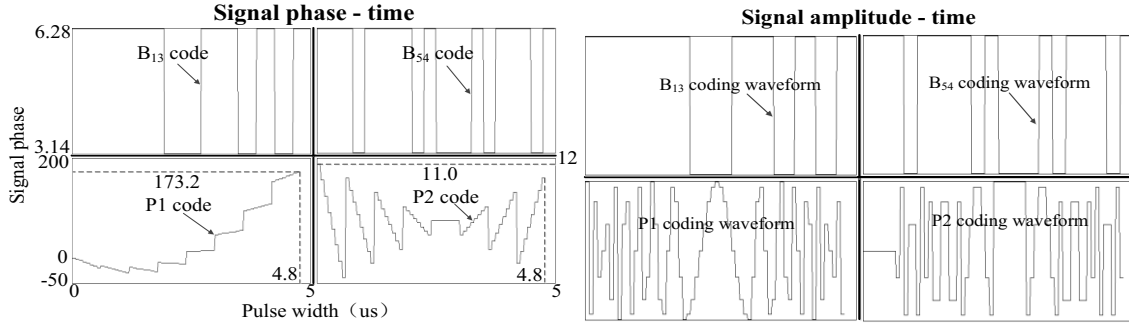 Signal phase - time
Signal amplitude - time
6.28
B13 code
B54 code
B13 coding waveform
B54 coding waveform
Signal phase
3.14
200
12
173.2
11.0
P1 code
P2 code
P1 coding waveform
P2 coding waveform
0
-50
4.8
4.8
0
5
5
Pulse width（us）